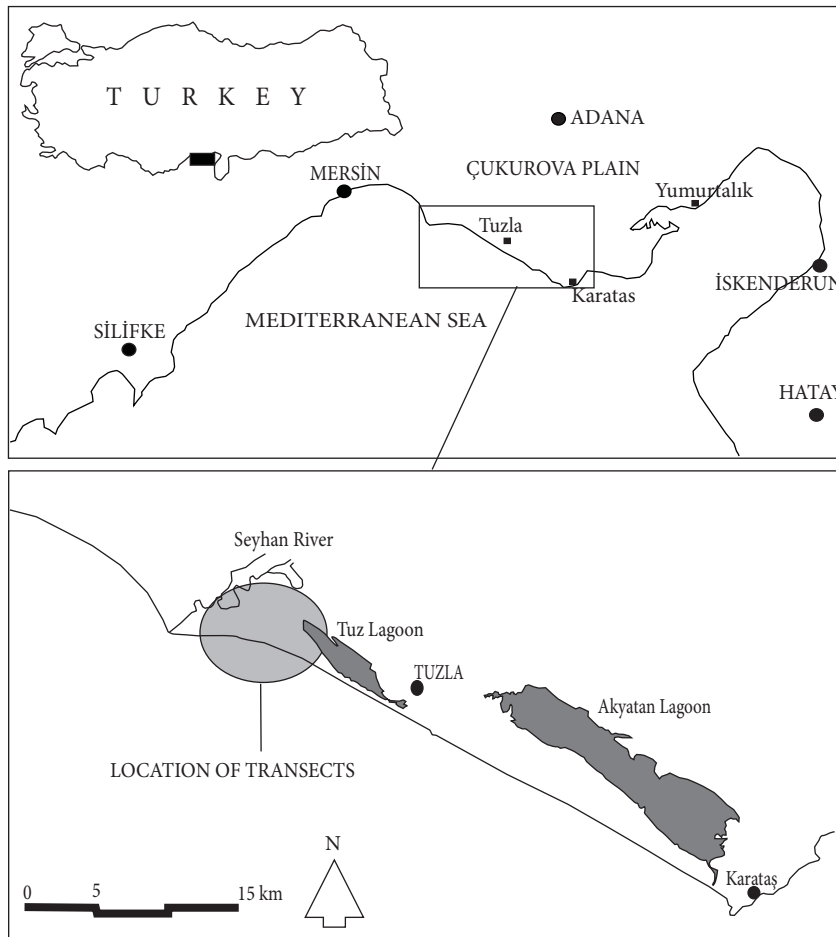 T U R K E Y
ADANA
MERSİN
ÇUKUROVA PLAIN
Yumurtalık
Tuzla
Karatas
İSKENDERUN
MEDITERRANEAN SEA
SİLİFKE
HATAY
Seyhan River
Tuz Lagoon
TUZLA
Akyatan Lagoon
LOCATION OF TRANSECTS
N
Karataş
0 5 15 km